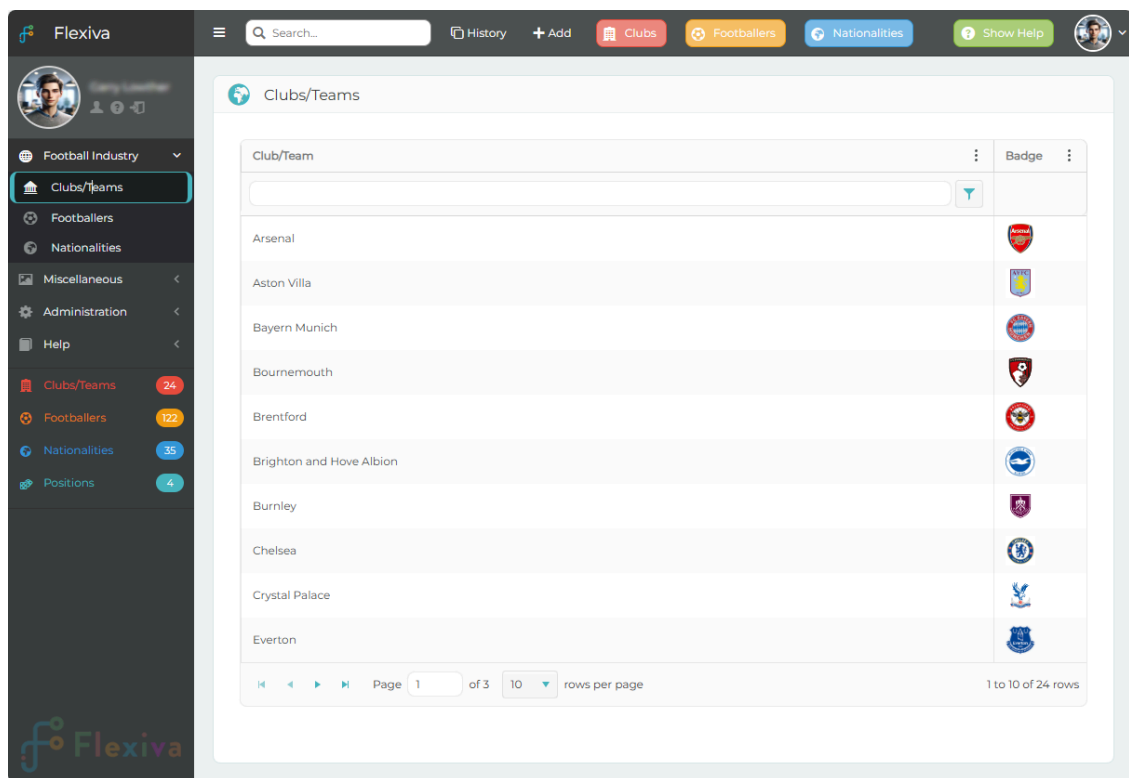 Flexiva
Search...
History
Add
Clubs
Footballers
Nationalities
Show Help
Football Industry
Clubs/Teams
Footballers
Nationalities
Miscellaneous
Administration
Help
Clubs/Teams 24
Footballers 122
Nationalities 35
Positions 4
Flexiva
Clubs/Teams
Club/Team Badge
Arsenal
Aston Villa
Bayern Munich
Bournemouth
Brentford
Brighton and Hove Albion
Burnley
Chelsea
Crystal Palace
Everton
Page 1 of 3 10 rows per page 1 to 10 of 24 rows